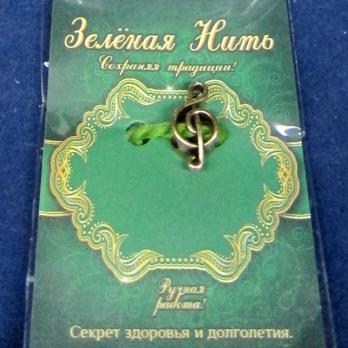 Зелёная Нить
Сохраняя традиции!
Ручная
работа!
Секрет здоровья и долголетия.